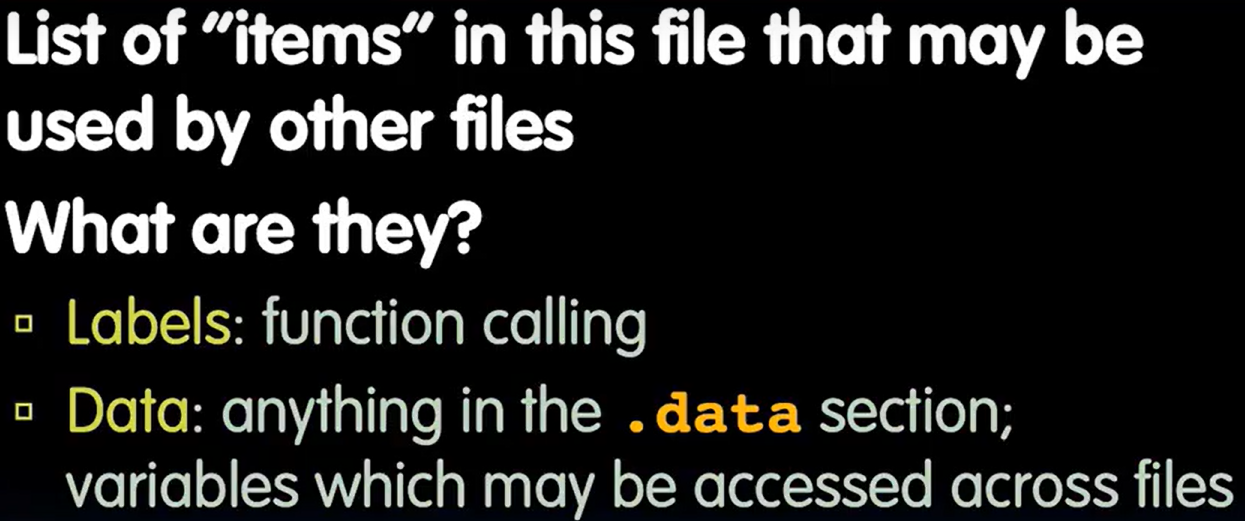 List of “items” in this file that may be
used by other files
What are they?
▫ Labels: function calling
▫ Data: anything in the .data section;
variables which may be accessed across files